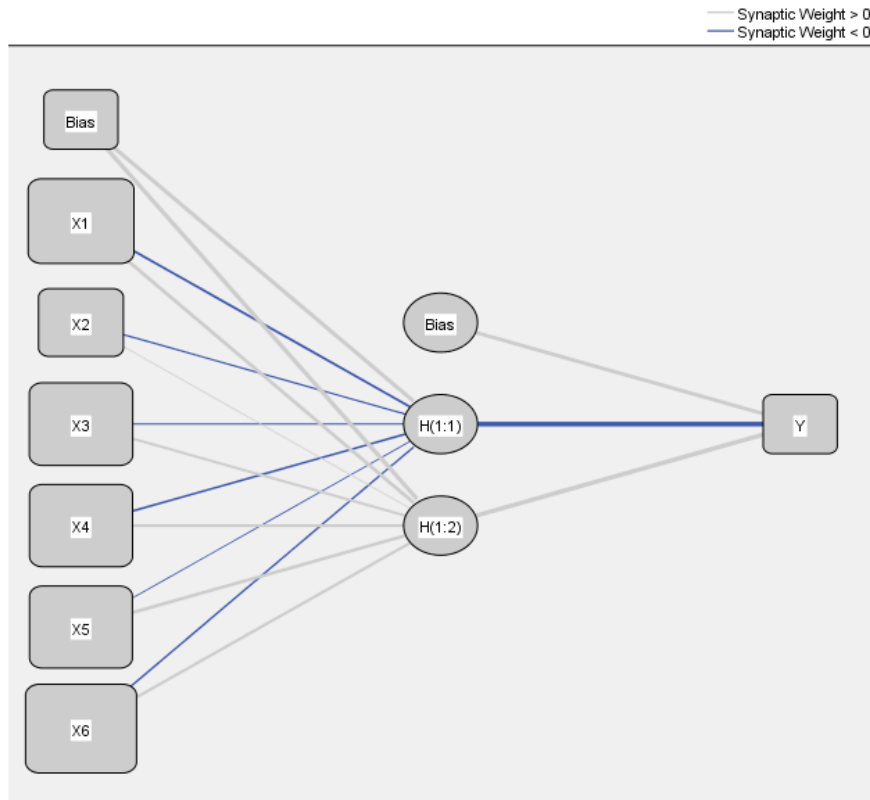 Synaptic Weight > 0
Synaptic Weight < 0
Bias
X1
X2
Bias
X3
H(1:1)
Y
X4
H(1:2)
X5
X6